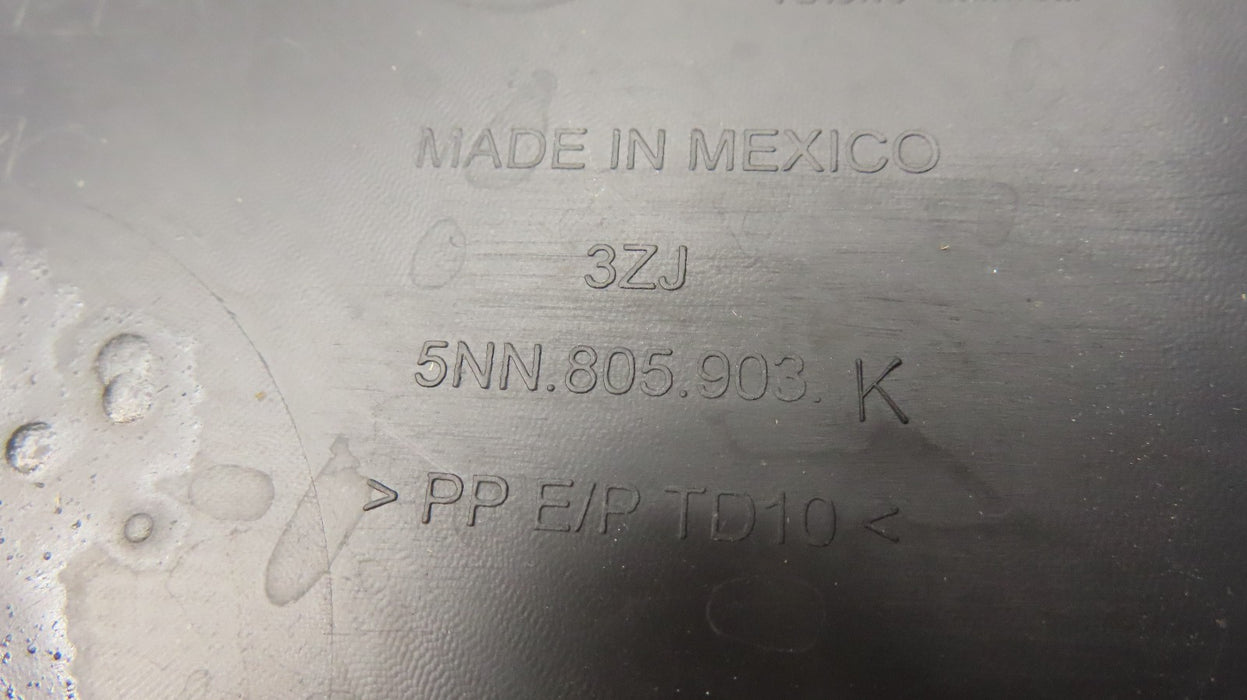 MADE IN MEXICO
3ZJ
5NN.805.903. K
> PP E/P TD10 <